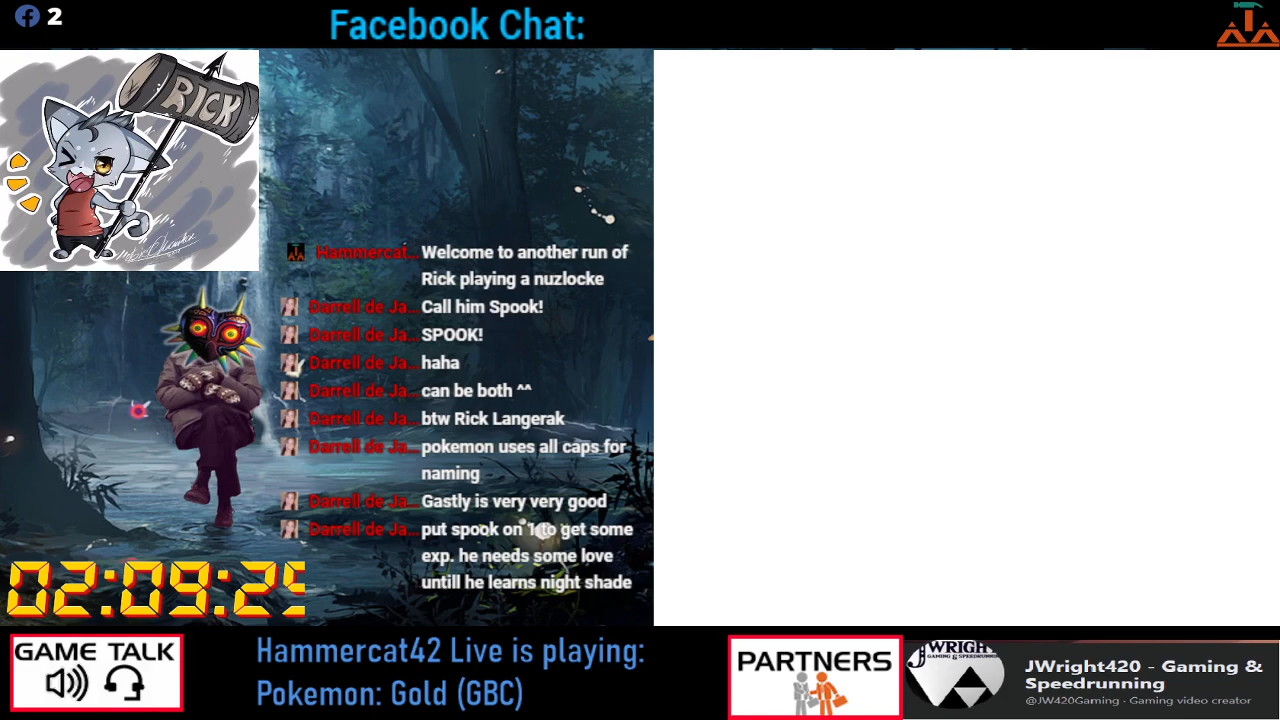 2
Facebook Chat:
RICK
Hammercat... Welcome to another run of
Rick playing a nuzlocke
Darrell de Ja... Call him Spook!
Darrell de Ja... SPOOK!
Darrell de Ja... haha
Darrell de Ja... can be both ^^
Darrell de Ja... btw Rick Langerak
Darrell de Ja... pokemon uses all caps for
naming
Darrell de Ja... Gastly is very very good
Darrell de Ja... put spook on 1 to get some
exp. he needs some love
untill he learns night shade
02:09:25
GAME TALK
Hammercat42 Live is playing:
Pokemon: Gold (GBC)
PARTNERS
JWRIGH
GAMING & SPEEDRUNNING
JWright420 - Gaming &
Speedrunning
@JW420Gaming - Gaming video creator